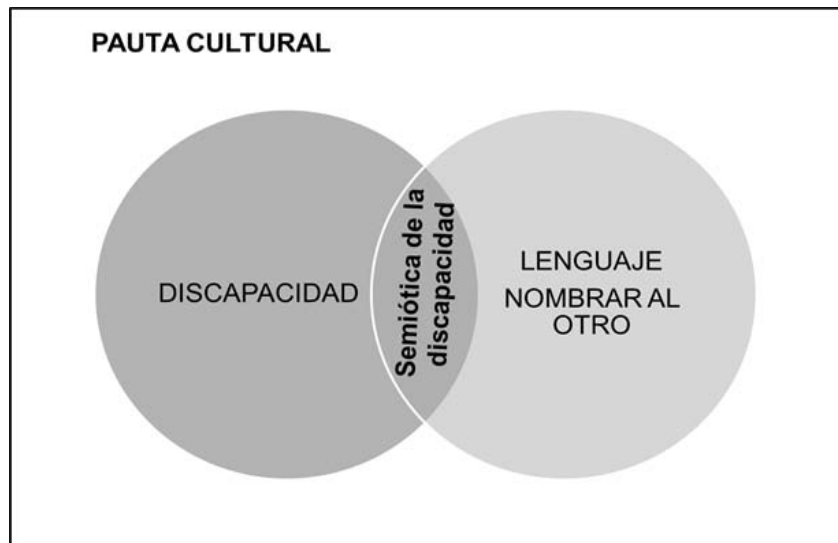 PAUTA CULTURAL
DISCAPACIDAD
Semiótica de la
discapacidad
LENGUAJE
NOMBRAR AL
OTRO